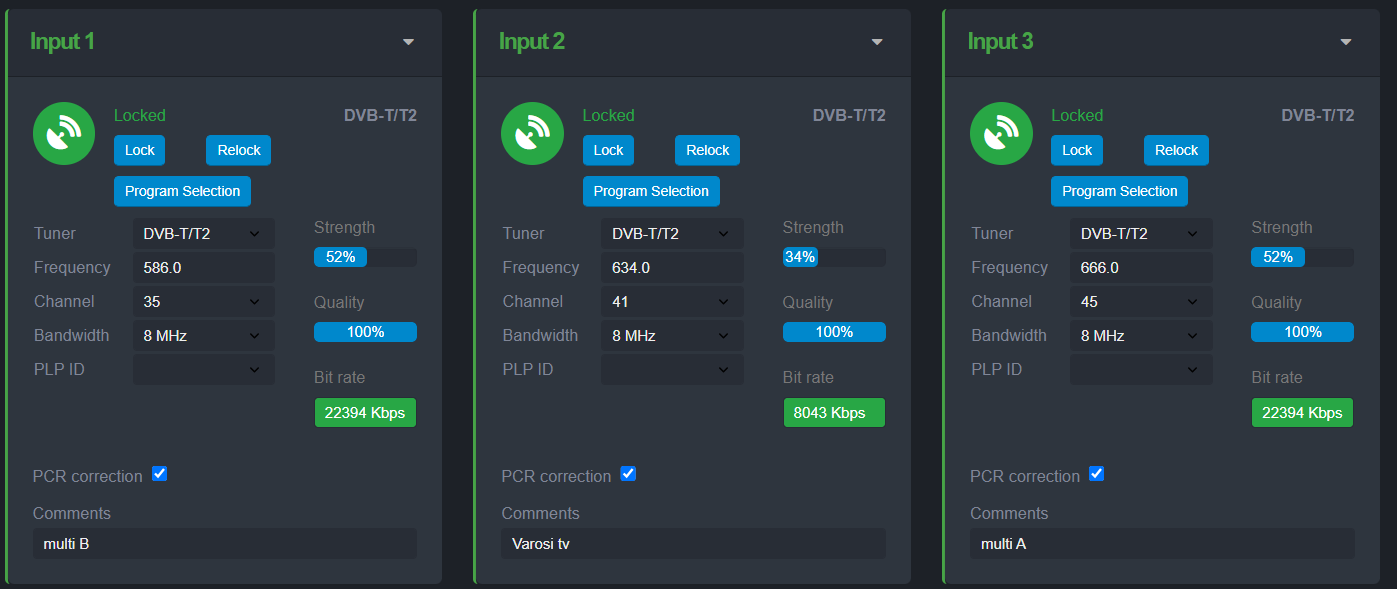 Input 1
Locked
DVB-T/T2
Lock
Relock
Program Selection
Tuner
DVB-T/T2
Frequency
586.0
Channel
35
Bandwidth
8 MHz
PLP ID
Strength
52%
Quality
100%
Bit rate
22394 Kbps
PCR correction
Comments
multi B
Input 2
Locked
DVB-T/T2
Lock
Relock
Program Selection
Tuner
DVB-T/T2
Frequency
634.0
Channel
41
Bandwidth
8 MHz
PLP ID
Strength
34%
Quality
100%
Bit rate
8043 Kbps
PCR correction
Comments
Varosi tv
Input 3
Locked
DVB-T/T2
Lock
Relock
Program Selection
Tuner
DVB-T/T2
Frequency
666.0
Channel
45
Bandwidth
8 MHz
PLP ID
Strength
52%
Quality
100%
Bit rate
22394 Kbps
PCR correction
Comments
multi A